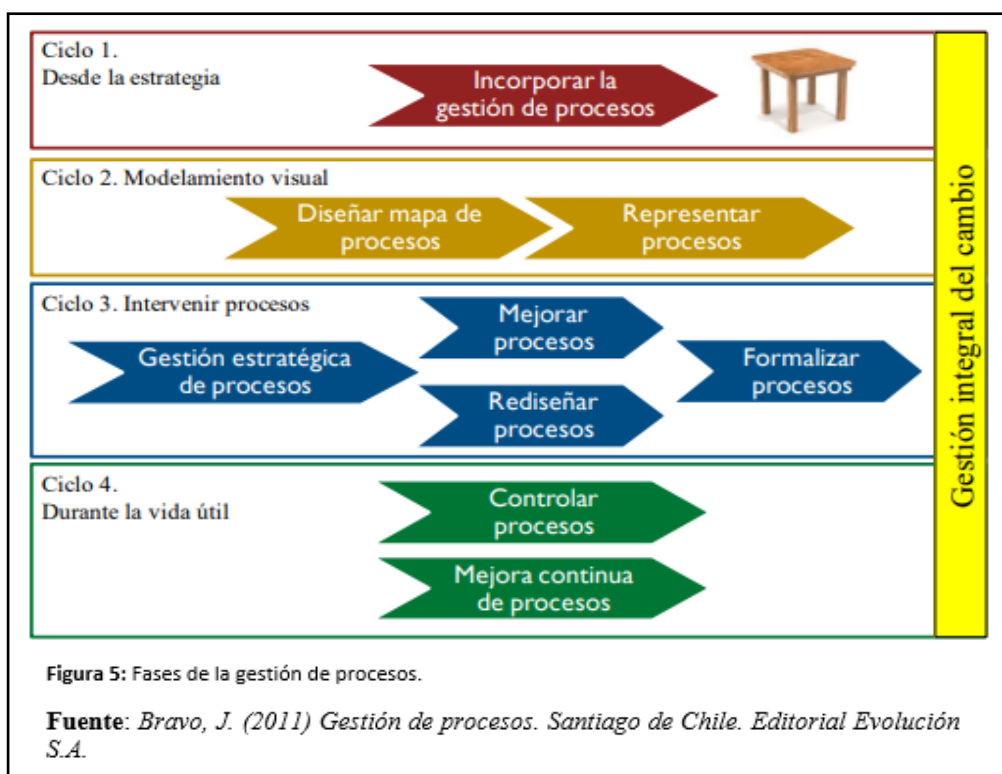 Ciclo 1.
Desde la estrategia
Incorporar la
gestión de procesos
Ciclo 2. Modelamiento visual
Diseñar mapa de
procesos
Representar
procesos
Ciclo 3. Intervenir procesos
Gestión estratégica
de procesos
Mejorar
procesos
Rediseñar
procesos
Formalizar
procesos
Ciclo 4.
Durante la vida útil
Controlar
procesos
Mejora continua
de procesos
Gestión integral del cambio
Figura 5: Fases de la gestión de procesos.
Fuente: Bravo, J. (2011) Gestión de procesos. Santiago de Chile. Editorial Evolución
S.A.